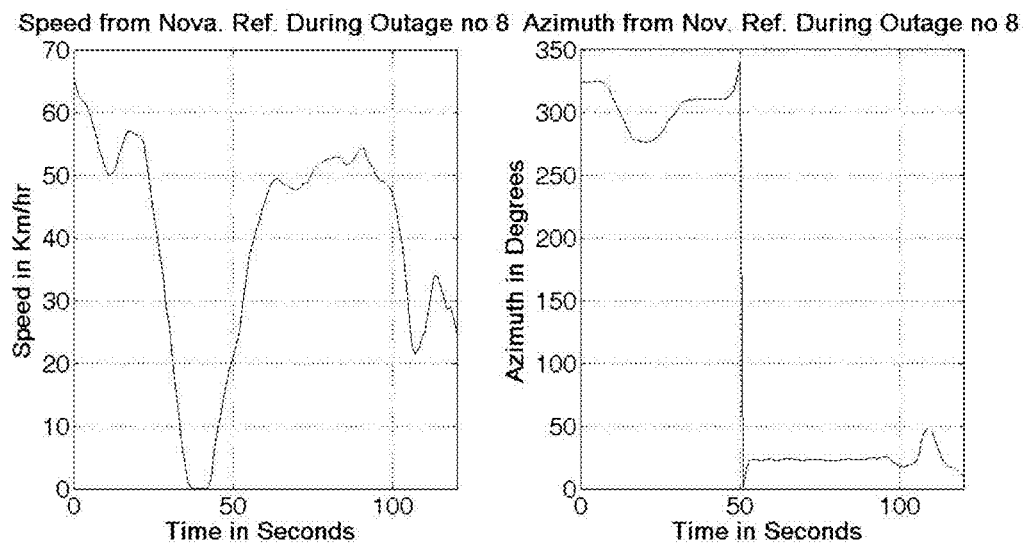 Speed from Nova. Ref. During Outage no 8
70
60
50
40
30
20
10
0
Speed in Km/hr
0 50 100
Time in Seconds
Azimuth from Nov. Ref. During Outage no 8
350
300
250
200
150
100
50
0
Azimuth in Degrees
0 50 100
Time in Seconds